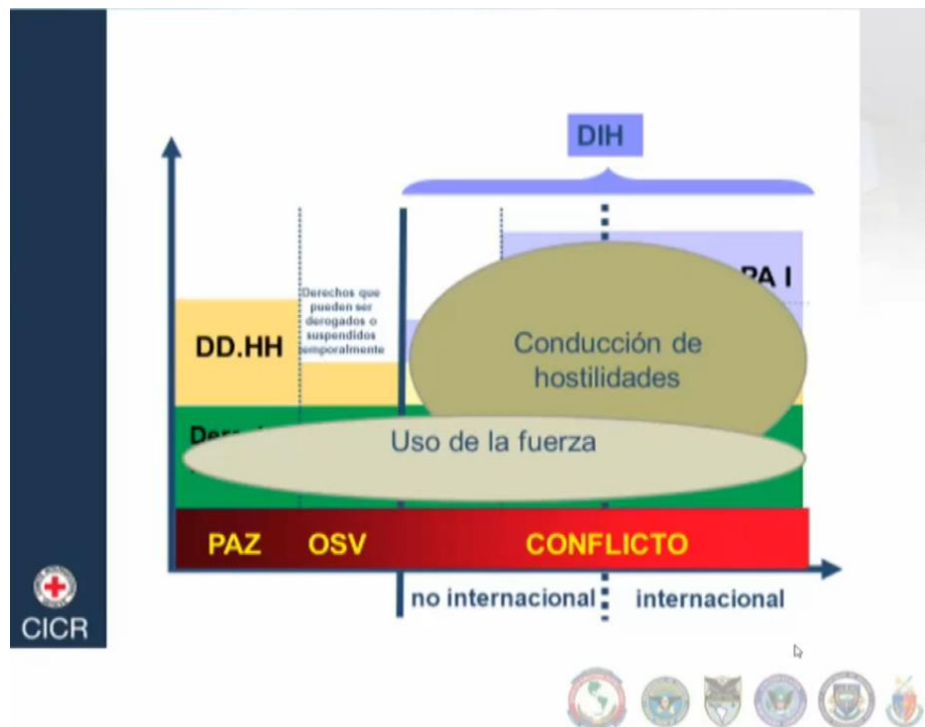 DIH
Derechos que
pueden ser
derogados o
suspendidos
temporalmente
PA I
DD.HH
Conducción de
hostilidades
Uso de la fuerza
PAZ
OSV
CONFLICTO
no internacional
internacional
CICR